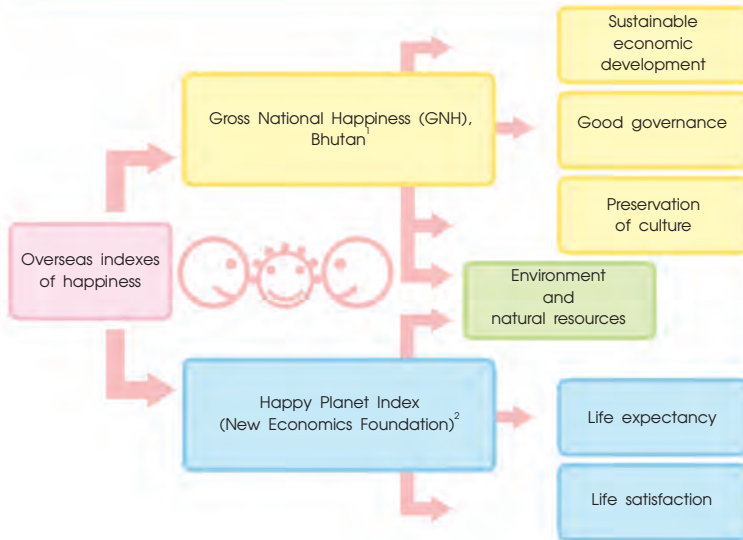 Overseas indexes
of happiness
Gross National Happiness (GNH),
Bhutan1
Sustainable
economic
development
Good governance
Preservation
of culture
Environment
and
natural resources
Happy Planet Index
(New Economics Foundation)2
Life expectancy
Life satisfaction